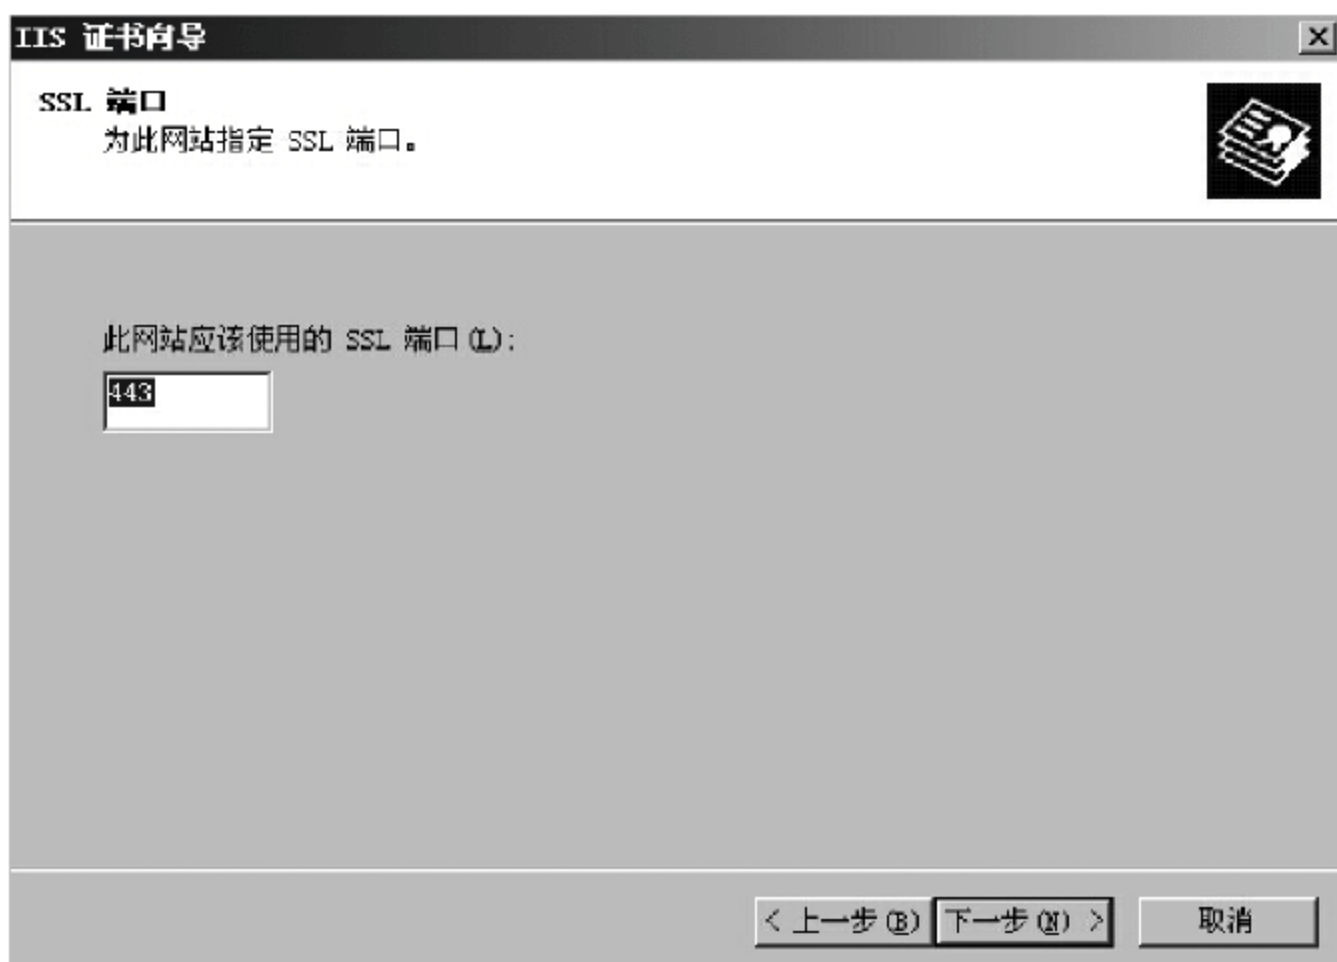 IIS 证书向导
SSL 端口
为此网站指定 SSL 端口。
此网站应该使用的 SSL 端口(L):
443
< 上一步(B) 下一步(N) > 取消